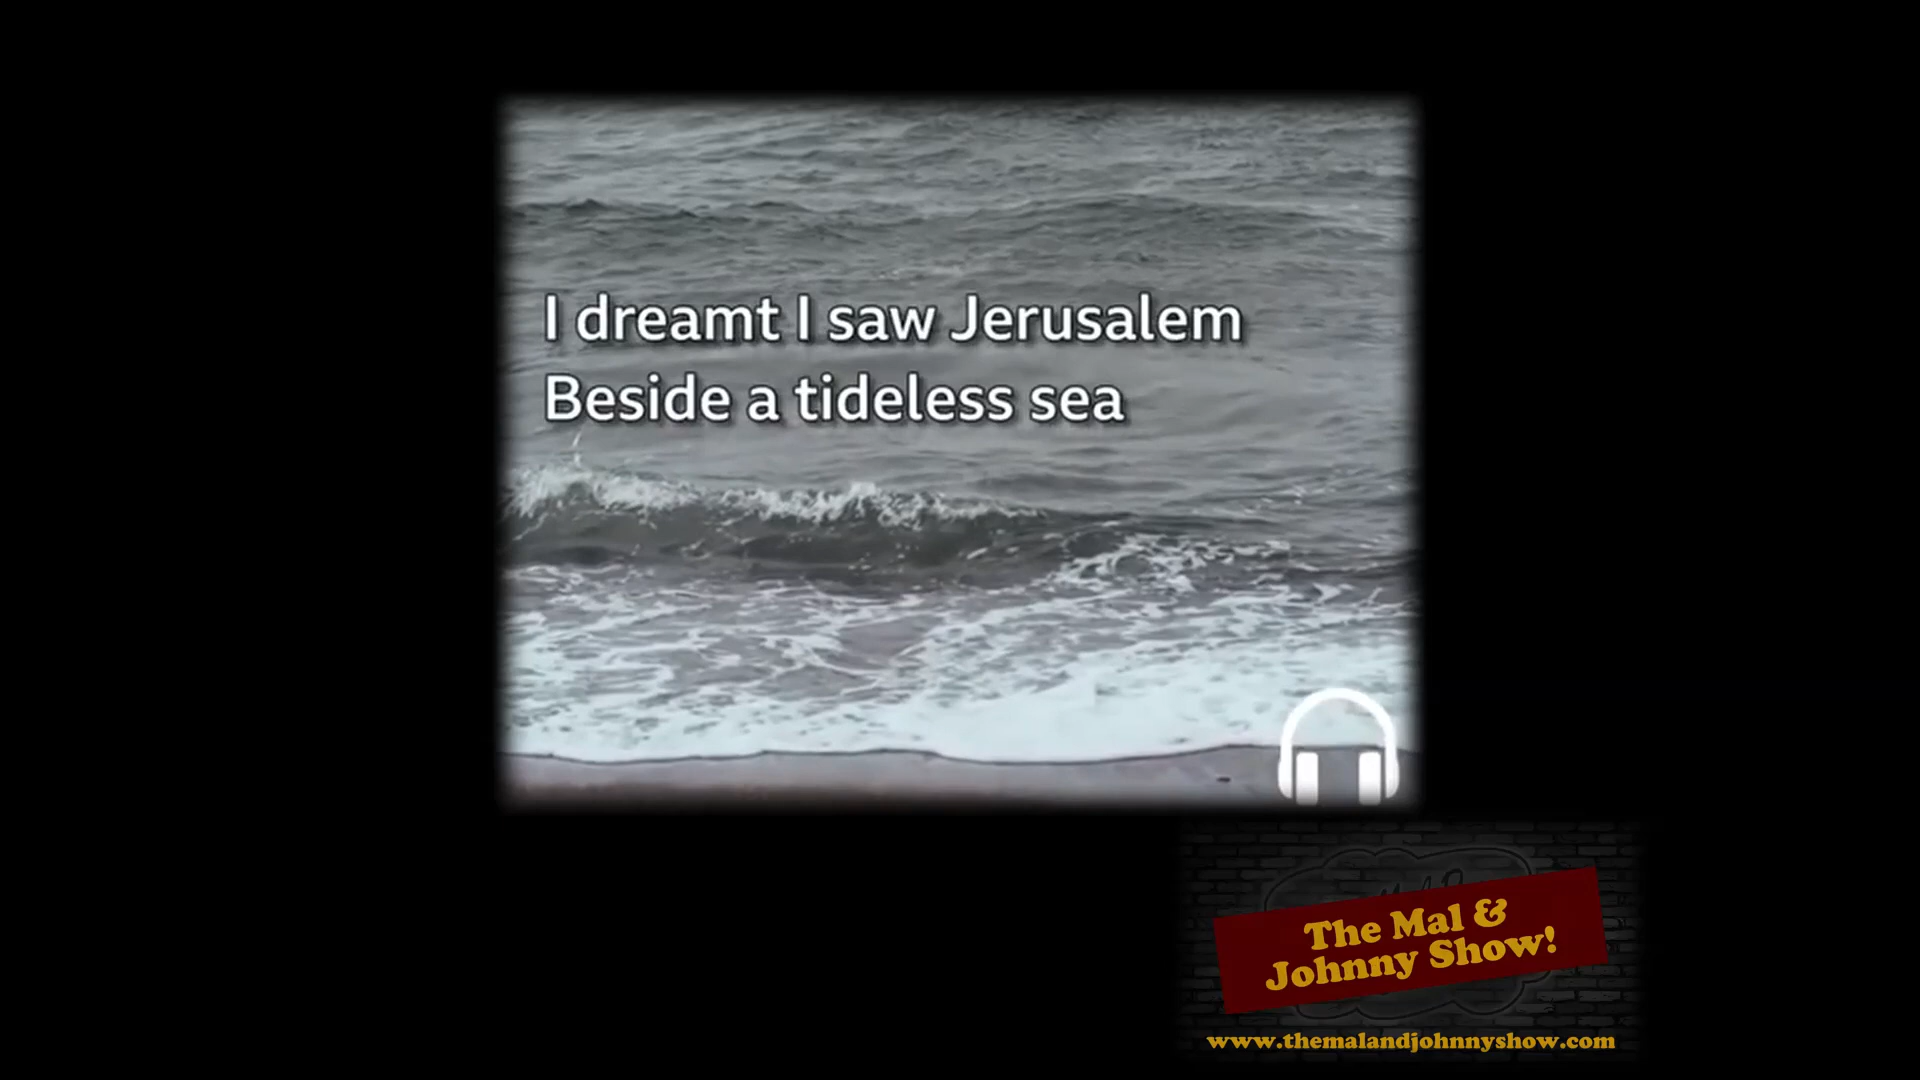 I dreamt I saw Jerusalem
Beside a tideless sea
The Mal &
Johnny Show!
www.themalandjohnnyshow.com